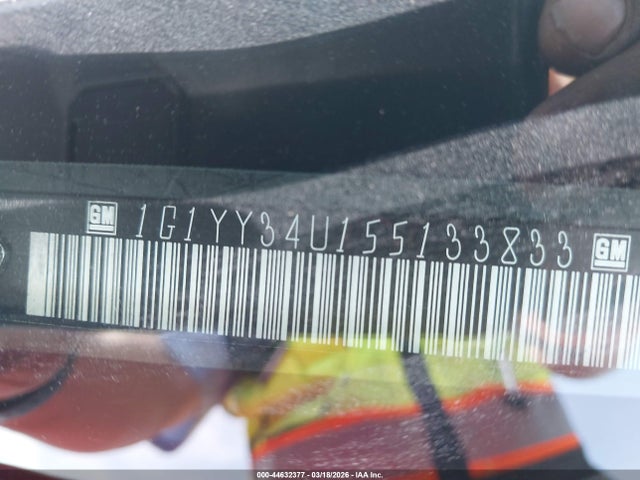 GM 1G1YY34U155133833 GM
000-44632377 - 03/18/2026 - IAA Inc.